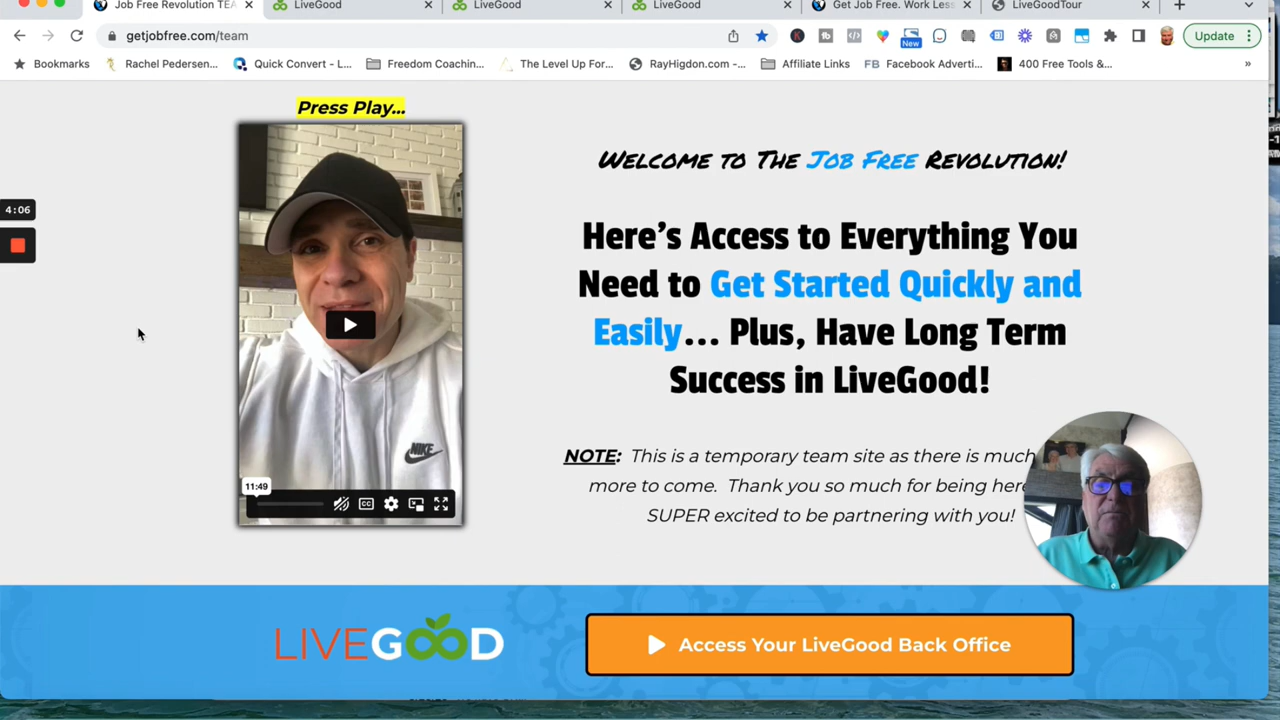 Job Free Revolution TEA
LiveGood
LiveGood
LiveGood
Get Job Free. Work Less
LiveGoodTour
getjobfree.com/team
New
Update
Bookmarks
Rachel Pedersen...
Quick Convert - L...
Freedom Coachin...
The Level Up For...
RayHigdon.com -...
Affiliate Links
FB Facebook Adverti...
400 Free Tools &...
Press Play...
4:06
NIKE
11:49
CC
Welcome to The Job Free Revolution!
Here's Access to Everything You
Need to Get Started Quickly and
Easily... Plus, Have Long Term
Success in LiveGood!
NOTE: This is a temporary team site as there is much
more to come. Thank you so much for being here
SUPER excited to be partnering with you!
LIVEGOOD
Access Your LiveGood Back Office